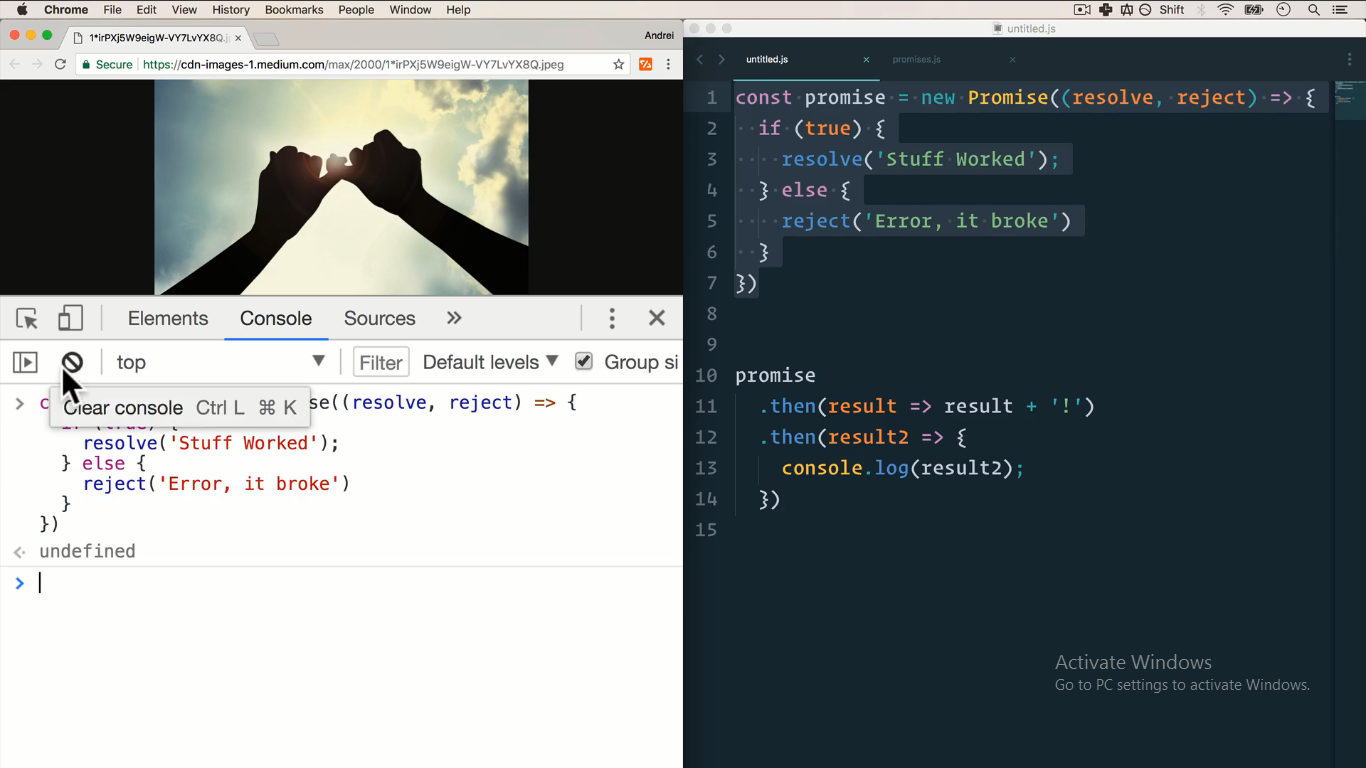 Chrome File Edit View History Bookmarks People Window Help Shift
1*irPXj5W9eigW-VY7LvYX8Q.j
Andrei
Secure https://cdn-images-1.medium.com/max/2000/1*irPXj5W9eigW-VY7LvYX8Q.jpeg
Elements Console Sources
top Filter Default levels Group si
Clear console Ctrl L ⌘ K
> c se((resolve, reject) => {
if (true) {
resolve('Stuff Worked');
} else {
reject('Error, it broke')
}
})
undefined
>
untitled.js
untitled.js × promises.js ×
1 const promise = new Promise((resolve, reject) => {
2 if (true) {
3 resolve('Stuff Worked');
4 } else {
5 reject('Error, it broke')
6 }
7 })
8
9
10 promise
11 .then(result => result + '!')
12 .then(result2 => {
13 console.log(result2);
14 })
15
Activate Windows
Go to PC settings to activate Windows.